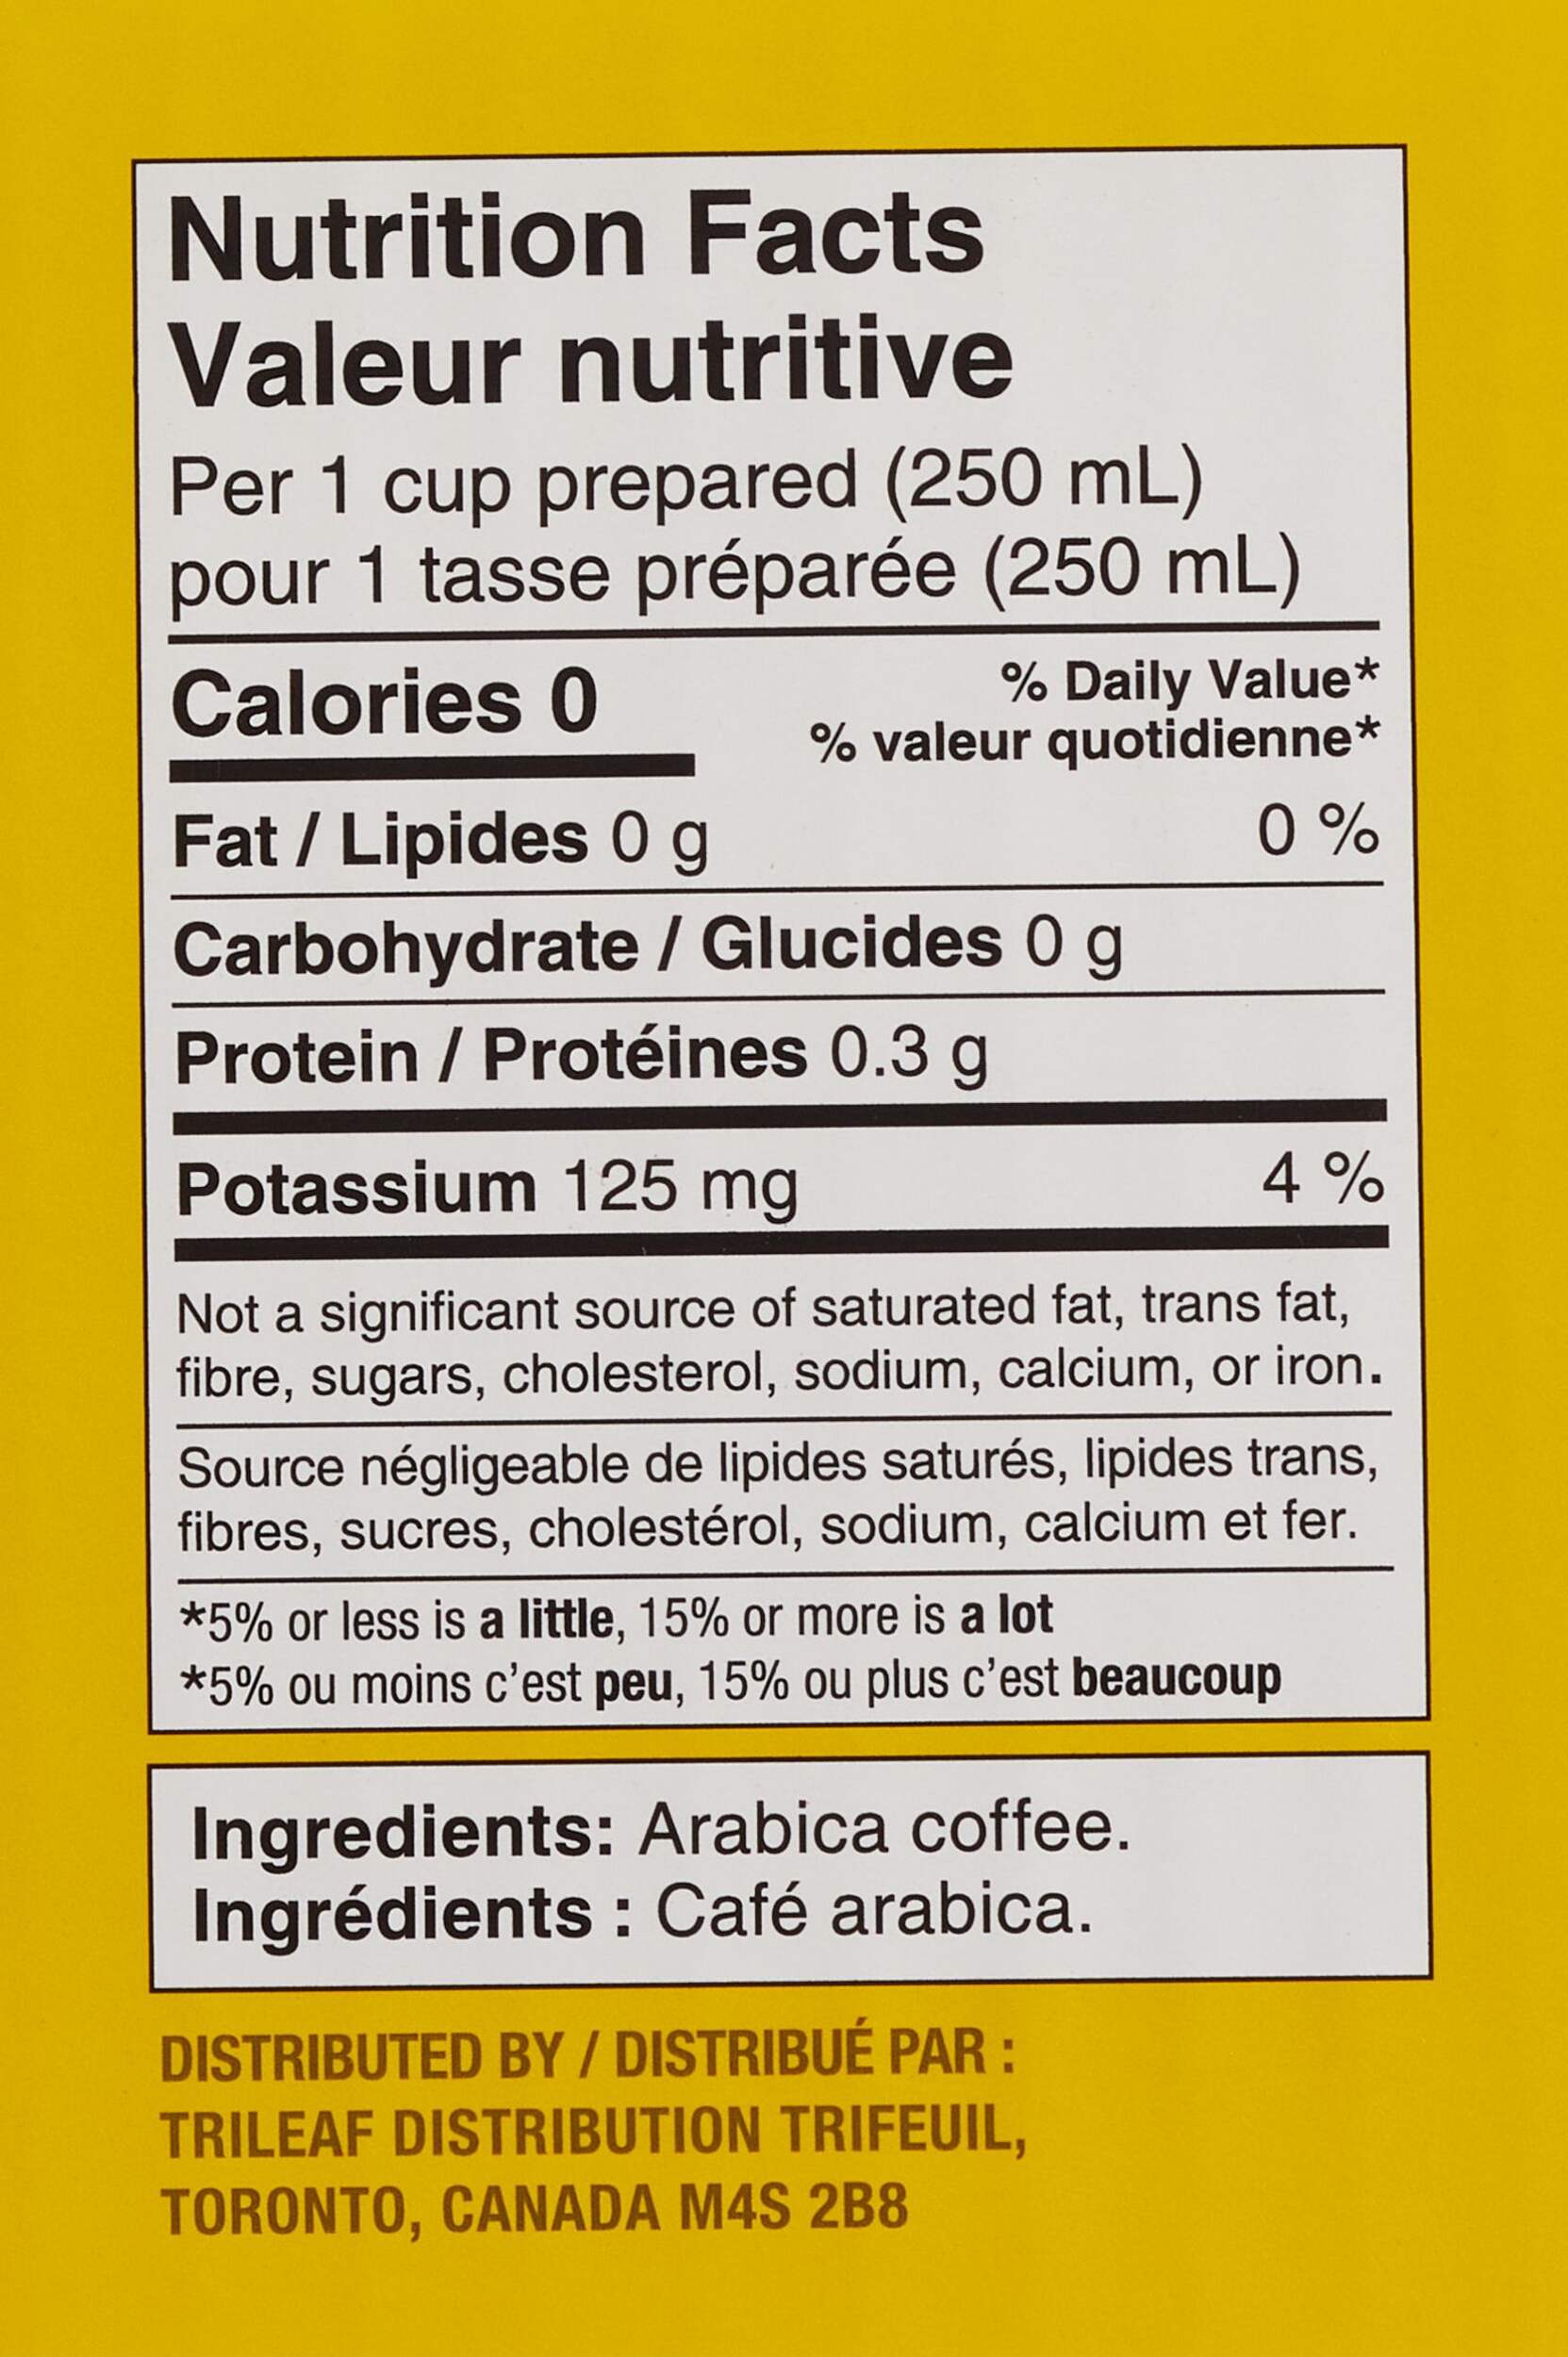 Nutrition Facts
Valeur nutritive
Per 1 cup prepared (250 mL)
pour 1 tasse préparée (250 mL)
Calories 0
% Daily Value*
% valeur quotidienne*
Fat / Lipides 0 g 0 %
Carbohydrate / Glucides 0 g
Protein / Protéines 0.3 g
Potassium 125 mg 4 %
Not a significant source of saturated fat, trans fat,
fibre, sugars, cholesterol, sodium, calcium, or iron.
Source négligeable de lipides saturés, lipides trans,
fibres, sucres, cholestérol, sodium, calcium et fer.
*5% or less is a little, 15% or more is a lot
*5% ou moins c'est peu, 15% ou plus c'est beaucoup
Ingredients: Arabica coffee.
Ingrédients : Café arabica.
DISTRIBUTED BY / DISTRIBUÉ PAR :
TRILEAF DISTRIBUTION TRIFEUIL,
TORONTO, CANADA M4S 2B8